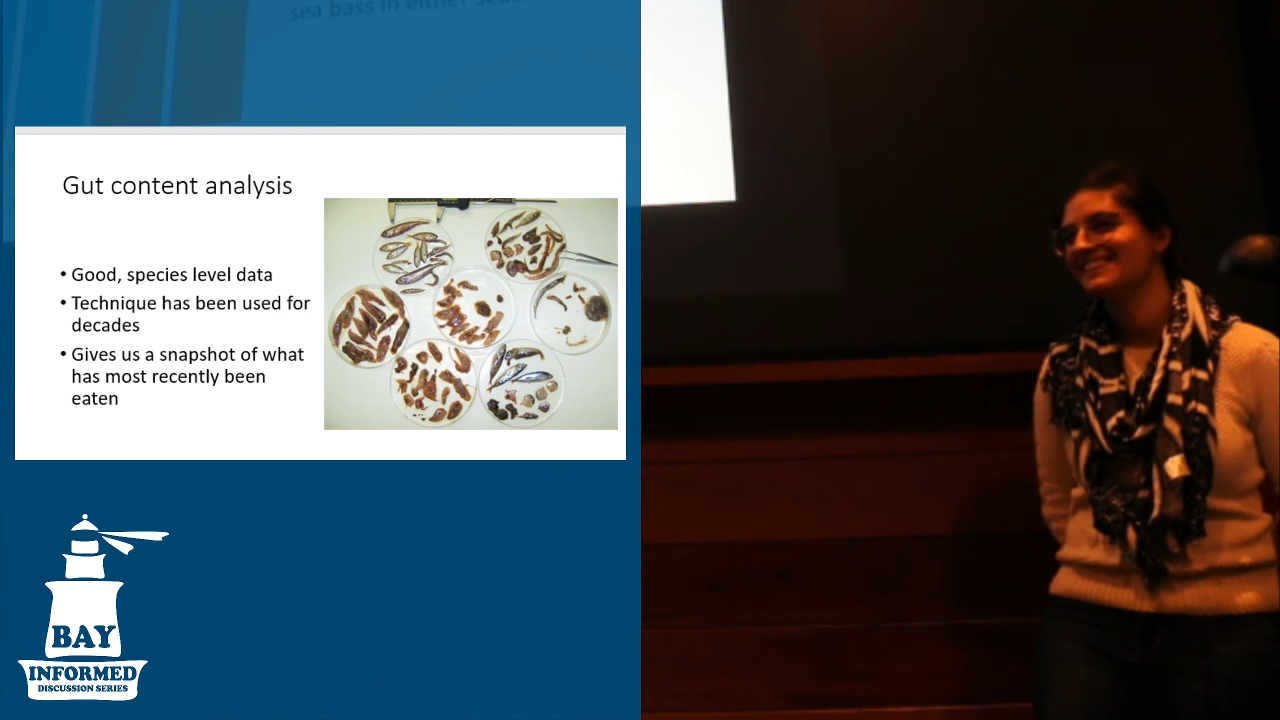 sea bass in either
Gut content analysis
• Good, species level data
• Technique has been used for
decades
• Gives us a snapshot of what
has most recently been
eaten
BAY
INFORMED
DISCUSSION SERIES